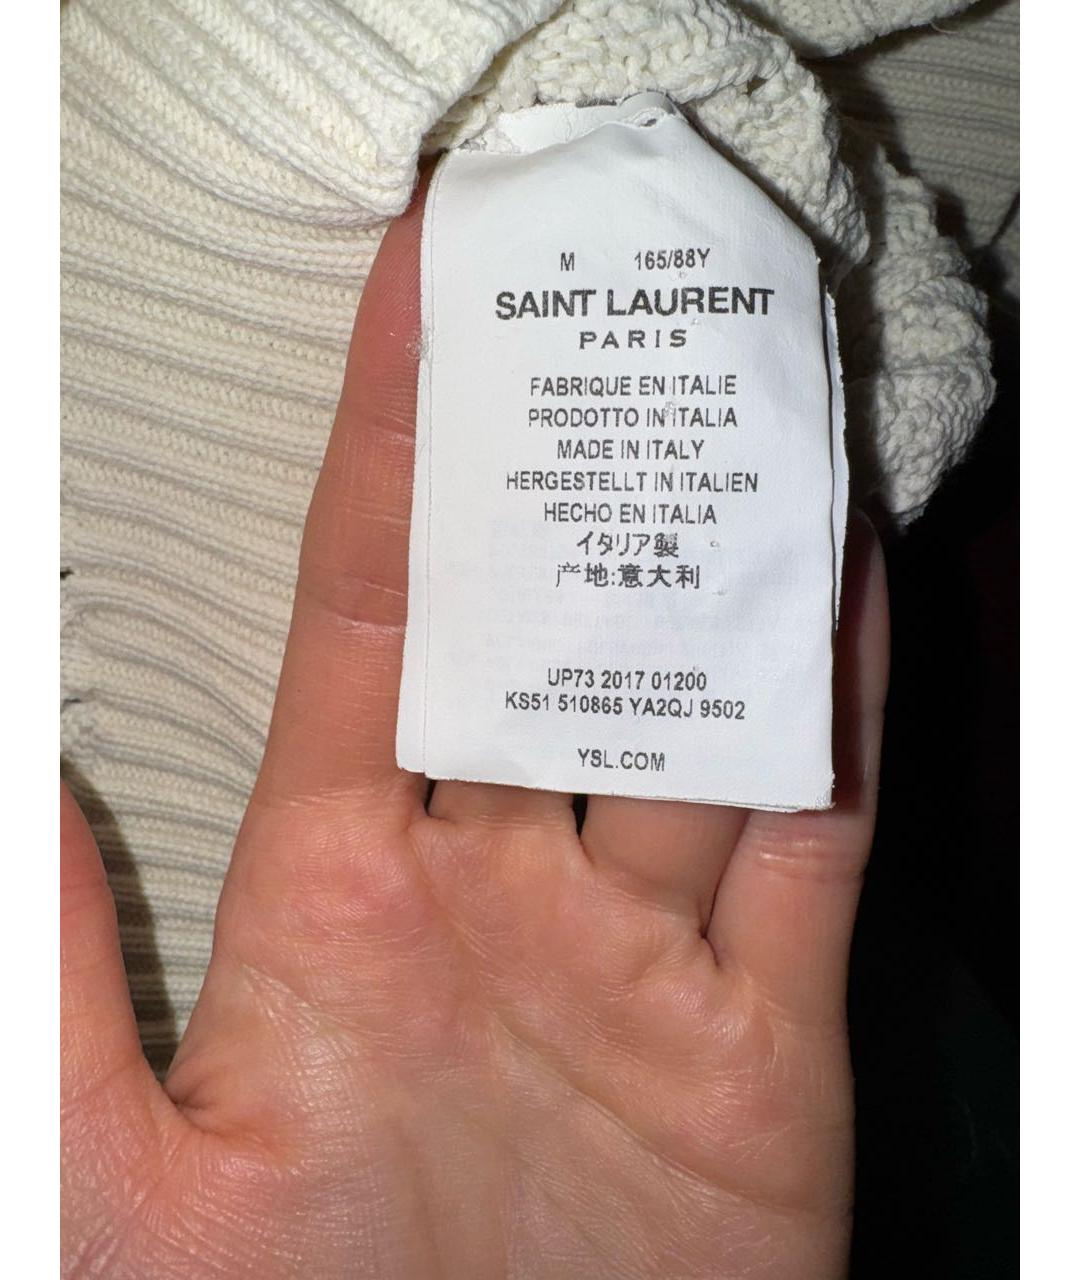 M 165/88Y
SAINT LAURENT
PARIS
FABRIQUE EN ITALIE
PRODOTTO IN ITALIA
MADE IN ITALY
HERGESTELLT IN ITALIEN
HECHO EN ITALIA
イタリア製
产地:意大利
UP73 2017 01200
KS51 510865 YA2QJ 9502
YSL.COM